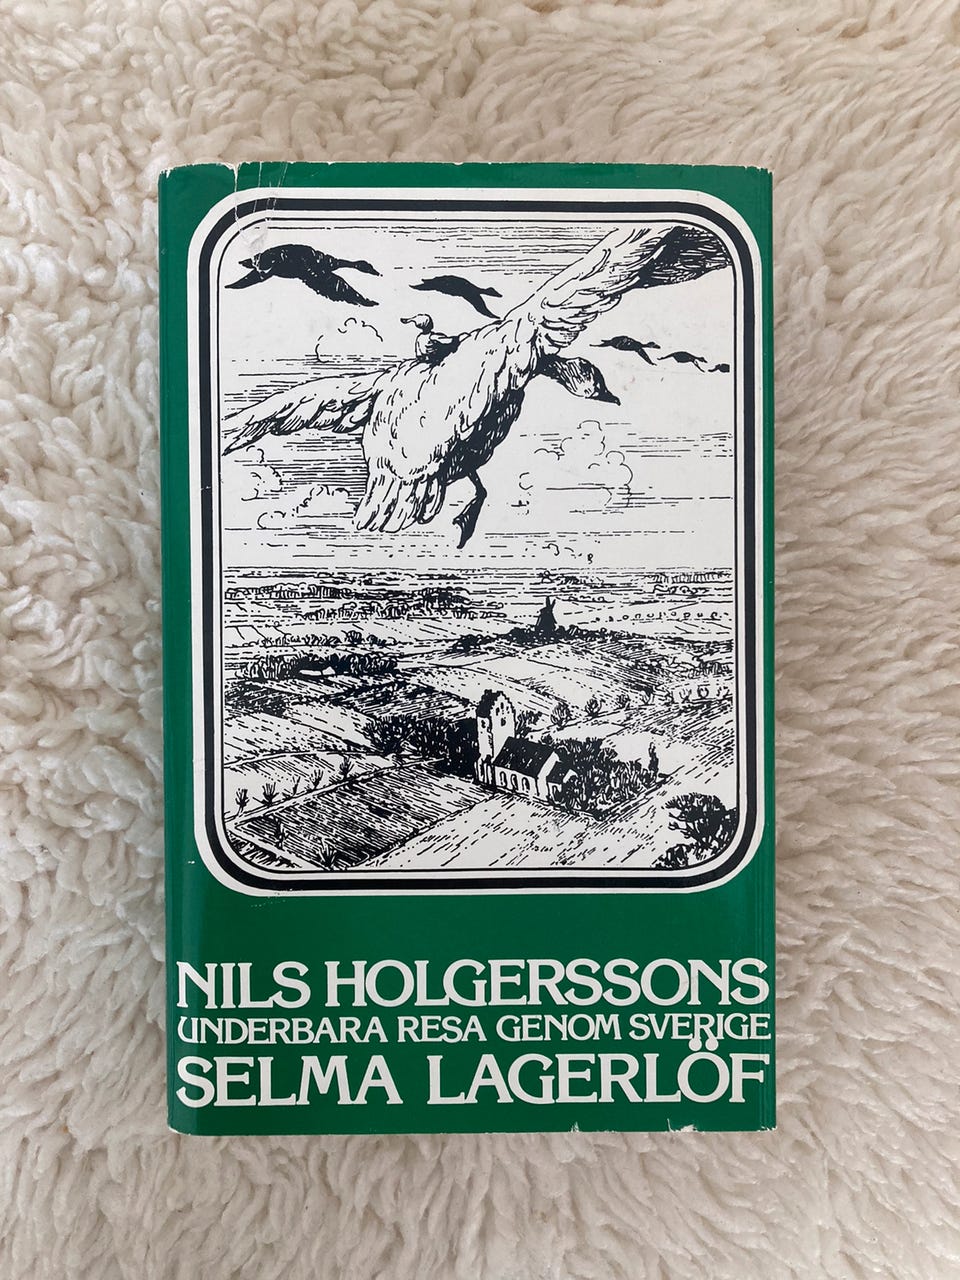 NILS HOLGERSSONS
UNDERBARA RESA GENOM SVERIGE
SELMA LAGERLÖF